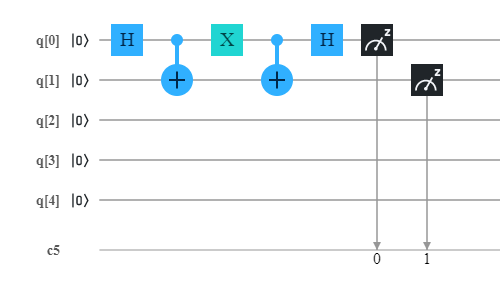 q[0] |0⟩ H X H z
q[1] |0⟩ + + z
q[2] |0⟩
q[3] |0⟩
q[4] |0⟩
c5
0 1